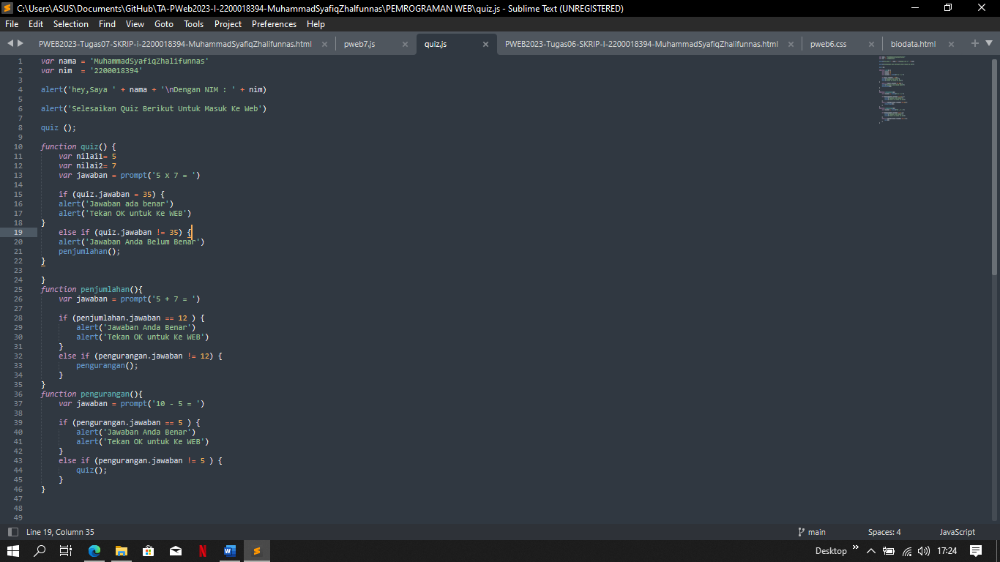 C:\Users\ASUS\Documents\GitHub\TA-PWeb2023-I-2200018394-MuhammadSyafiqZhalfunnas\PEMROGRAMAN WEB\quiz.js - Sublime Text (UNREGISTERED)
File Edit Selection Find View Goto Tools Project Preferences Help
PWEB2023-Tugas07-SKRIP-i-2200018394-MuhammadSyafiqZhalifunnas.html pweb7.js quiz.js PWEB2023-Tugas06-SKRIP-I-2200018394-MuhammadSyafiqZhalifunnas.html pweb6.css biodata.html
1 var nama = 'MuhammadSyafiqZhalifunnas'
2 var nim  = '2200018394'
3
4 alert('hey,Saya ' + nama + '\nDengan NIM : ' + nim)
5
6 alert('Selesaikan Quiz Berikut Untuk Masuk Ke Web')
7
8 quiz ();
9
10 function quiz() {
11     var nilai1= 5
12     var nilai2= 7
13     var jawaban = prompt('5 x 7 = ')
14
15     if (quiz.jawaban = 35) {
16     alert('Jawaban ada benar')
17     alert('Tekan OK untuk Ke WEB')
18 }
19     else if (quiz.jawaban != 35) {
20     alert('Jawaban Anda Belum Benar')
21     penjumlahan();
22 }
23
24 }
25 function penjumlahan(){
26     var jawaban = prompt('5 + 7 = ')
27
28     if (penjumlahan.jawaban == 12 ) {
29         alert('Jawaban Anda Benar')
30         alert('Tekan OK untuk Ke WEB')
31     }
32     else if (pengurangan.jawaban != 12) {
33         pengurangan();
34     }
35 }
36 function pengurangan(){
37     var jawaban = prompt('10 - 5 = ')
38
39     if (pengurangan.jawaban == 5 ) {
40         alert('Jawaban Anda Benar')
41         alert('Tekan OK untuk Ke WEB')
42     }
43     else if (pengurangan.jawaban != 5 ) {
44         quiz();
45     }
46 }
47
48
49
Line 19, Column 35 main Spaces: 4 JavaScript
Desktop 17:24